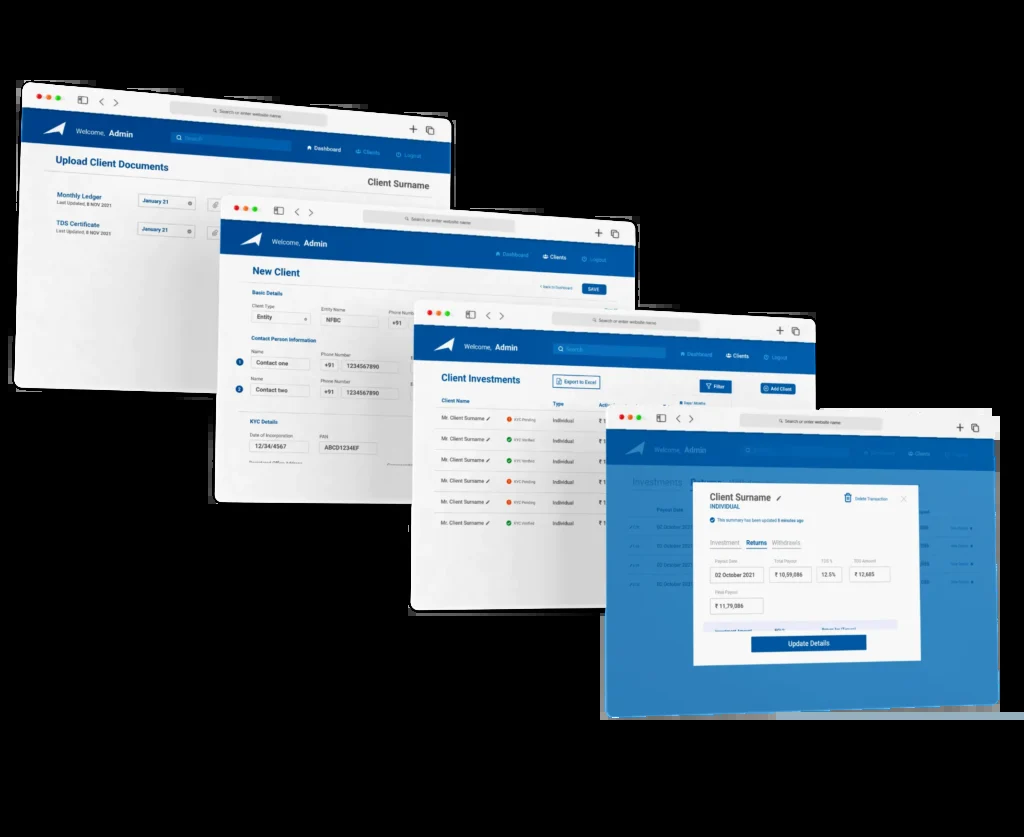 Search or enter website name
Welcome, Admin
Search
Dashboard
Clients
Logout
Upload Client Documents
Client Surname
Monthly Ledger
Last Updated, 8 NOV 2021
January 21
TDS Certificate
Last Updated, 8 NOV 2021
January 21
Search or enter website name
Welcome, Admin
Dashboard
Clients
Logout
New Client
Back to Dashboard
SAVE
Basic Details
Client Type
Entity Name
Entity
NFBC
+91
Contact Person Information
Name
Phone Number
1
Contact one
+91 1234567890
Name
Phone Number
2
Contact two
+91 1234567890
KYC Details
Date of Incorporation
PAN
12/34/4567
ABCD1234EF
Search or enter website name
Welcome, Admin
Search
Dashboard
Clients
Logout
Client Investments
Export to Excel
Filter
Add Client
Client Name
Type
Mr. Client Surname
KYC Pending
Individual
₹ 1
Mr. Client Surname
KYC Verified
Individual
₹ 1
Mr. Client Surname
KYC Verified
Individual
₹ 1
Mr. Client Surname
KYC Pending
Individual
₹ 1
Mr. Client Surname
KYC Pending
Individual
₹ 1
Mr. Client Surname
KYC Verified
Individual
₹ 1
Search or enter website name
Welcome, Admin
Clients
Investments
Payout Date
02 October 2021
Client Surname
INDIVIDUAL
Delete Transaction
This summary has been updated 5 minutes ago
Investment Returns Withdrawls
Payout Date
Total Payout
TDS %
TDS Amount
02 October 2021
₹ 10,59,086
12.5%
₹ 12,685
Final Payout
₹ 11,79,086
Update Details